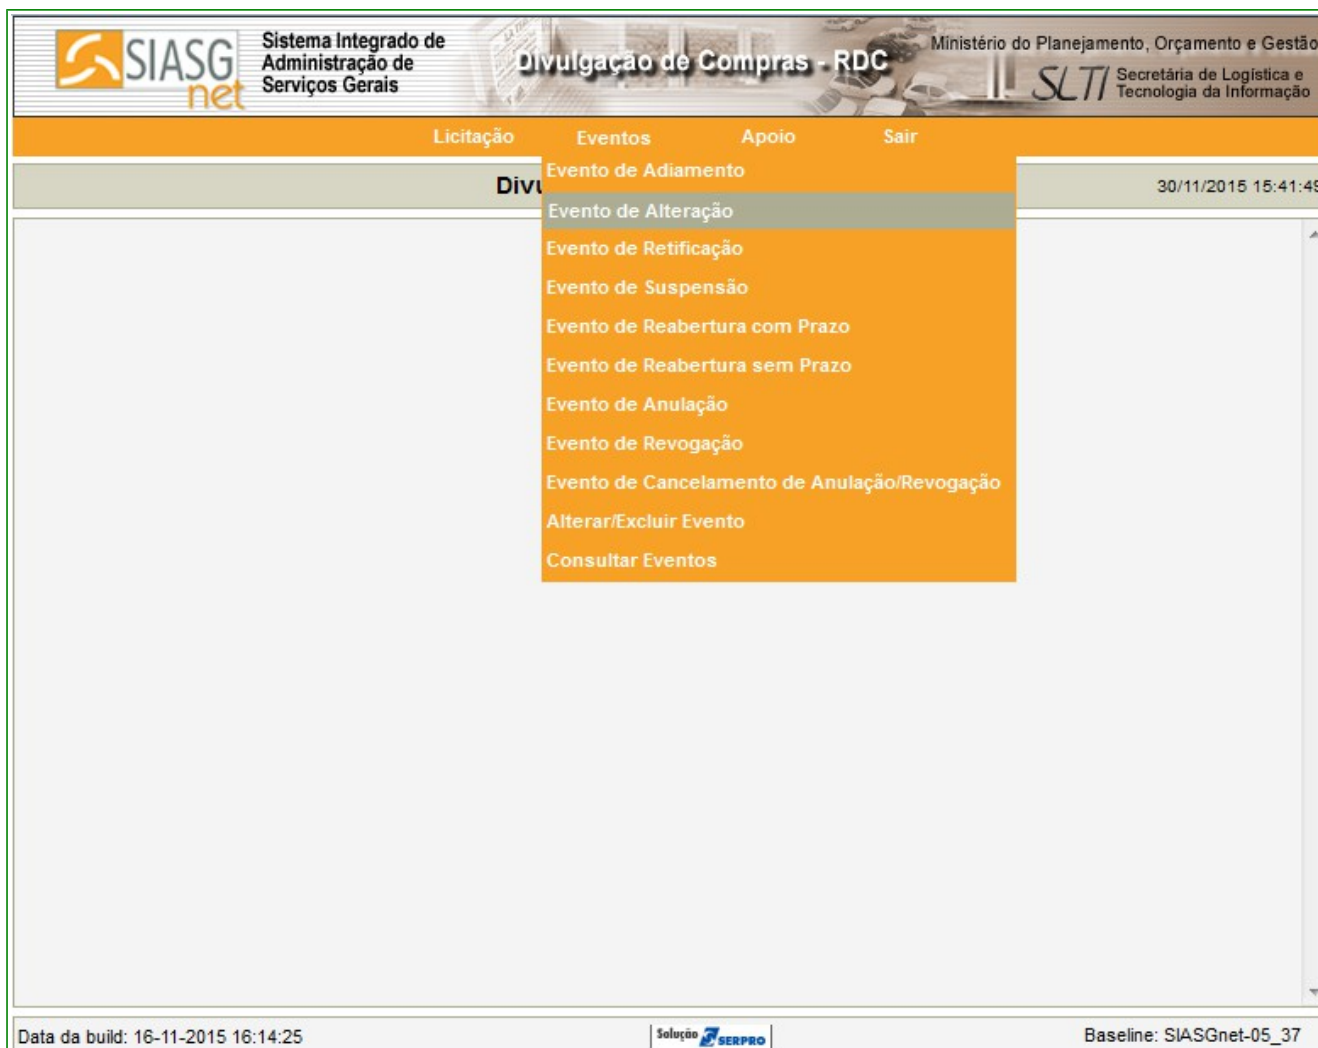 SIASG
net
Sistema Integrado de
Administração de
Serviços Gerais
Divulgação de Compras - RDC
Ministério do Planejamento, Orçamento e Gestão
SLTI
Secretária de Logística e
Tecnologia da Informação
Licitação Eventos Apoio Sair
Divu
30/11/2015 15:41:49
Evento de Adiamento
Evento de Alteração
Evento de Retificação
Evento de Suspensão
Evento de Reabertura com Prazo
Evento de Reabertura sem Prazo
Evento de Anulação
Evento de Revogação
Evento de Cancelamento de Anulação/Revogação
Alterar/Excluir Evento
Consultar Eventos
Data da build: 16-11-2015 16:14:25
Solução SERPRO
Baseline: SIASGnet-05_37